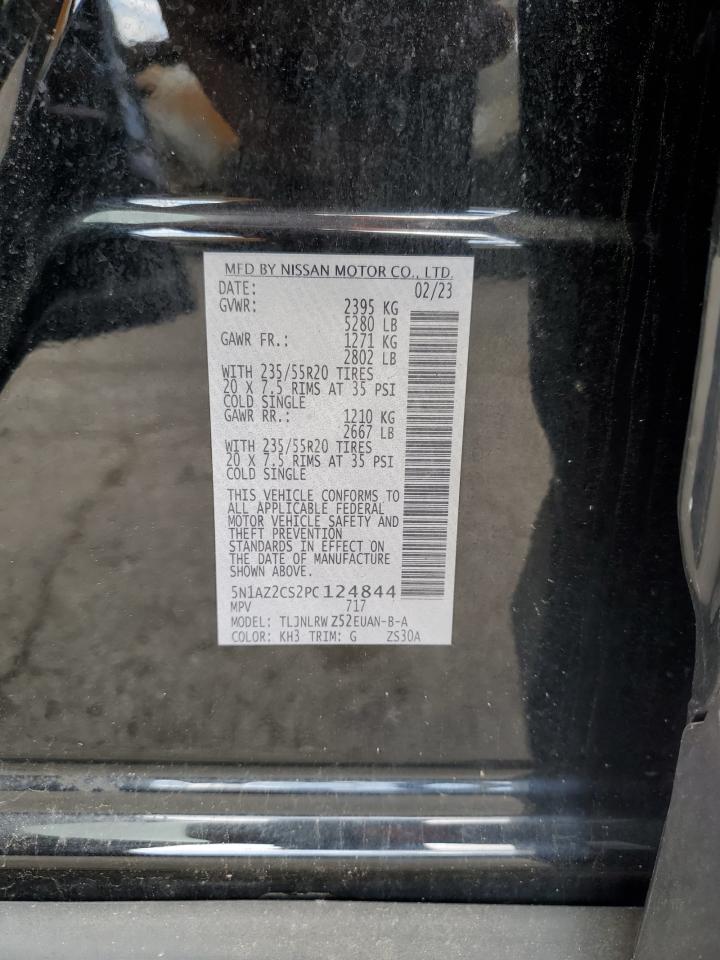 MFD BY NISSAN MOTOR CO., LTD.
DATE: 02/23
GVWR: 2395 KG
5280 LB
GAWR FR.: 1271 KG
2802 LB
WITH 235/55R20 TIRES
20 X 7.5 RIMS AT 35 PSI
COLD SINGLE
GAWR RR.: 1210 KG
2667 LB
WITH 235/55R20 TIRES
20 X 7.5 RIMS AT 35 PSI
COLD SINGLE
THIS VEHICLE CONFORMS TO
ALL APPLICABLE FEDERAL
MOTOR VEHICLE SAFETY AND
THEFT PREVENTION
STANDARDS IN EFFECT ON
THE DATE OF MANUFACTURE
SHOWN ABOVE.
5N1AZ2CS2PC124844
MPV 717
MODEL: TLJNLRW Z52EUAN-B-A
COLOR: KH3 TRIM: G ZS30A